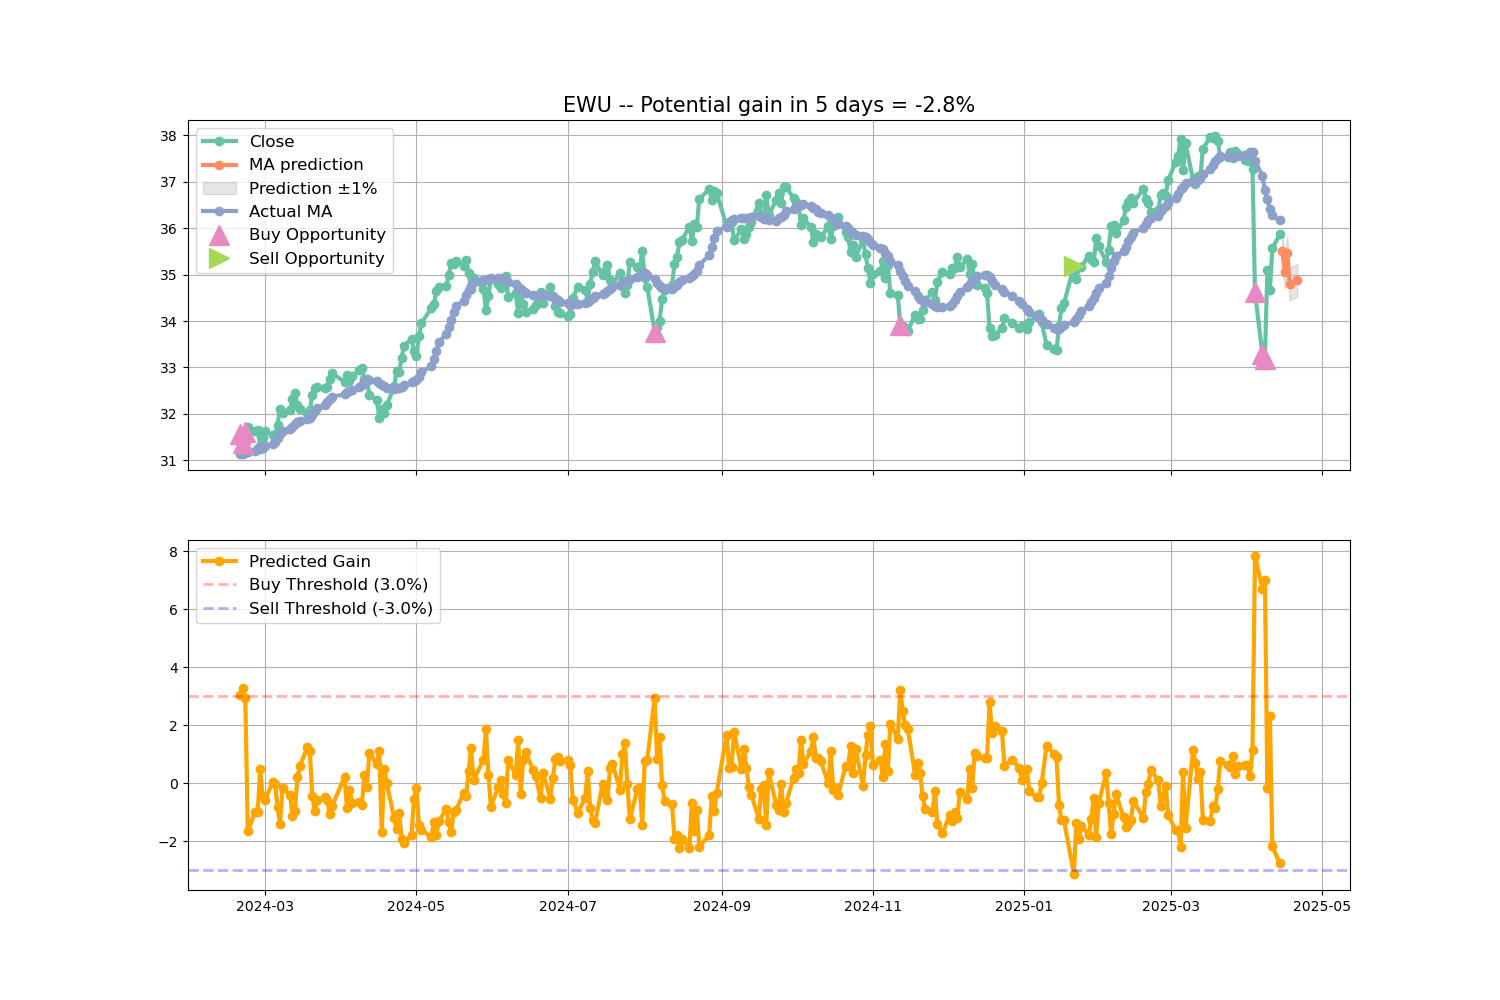 EWU -- Potential gain in 5 days = -2.8%
38
37
36
35
34
33
32
31
Close
MA prediction
Prediction ±1%
Actual MA
Buy Opportunity
Sell Opportunity
8
6
4
2
0
−2
Predicted Gain
Buy Threshold (3.0%)
Sell Threshold (-3.0%)
2024-03 2024-05 2024-07 2024-09 2024-11 2025-01 2025-03 2025-05